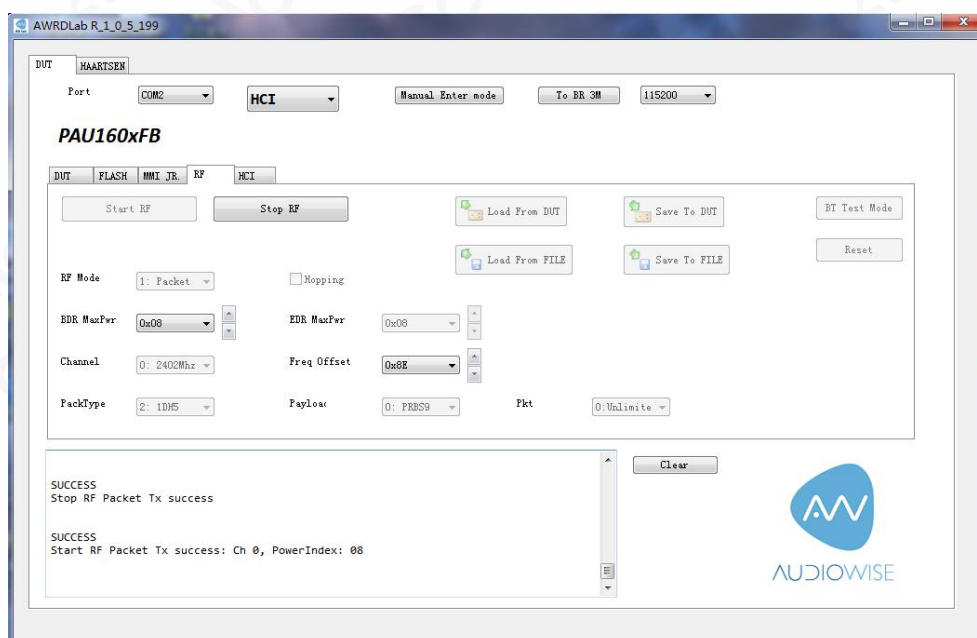 AWRDLab R_1_0_5_199
DUT HAARTSEN
Port COM2 HCI Manual Enter mode To BR 3M 115200
PAU160xFB
DUT FLASH MMI JR. RF HCI
Start RF Stop RF Load From DUT Save To DUT BT Test Mode
Load From FILE Save To FILE Reset
RF Mode 1: Packet Hopping
BDR MaxPwr 0x08 EDR MaxPwr 0x08
Channel 0: 2402Mhz Freq Offset 0x8E
PackType 2: 1DH5 Payloac 0: PRBS9 Pkt 0:Unlimite
Clear
SUCCESS
Stop RF Packet Tx success
SUCCESS
Start RF Packet Tx success: Ch 0, PowerIndex: 08
AW
AUDIOWISE